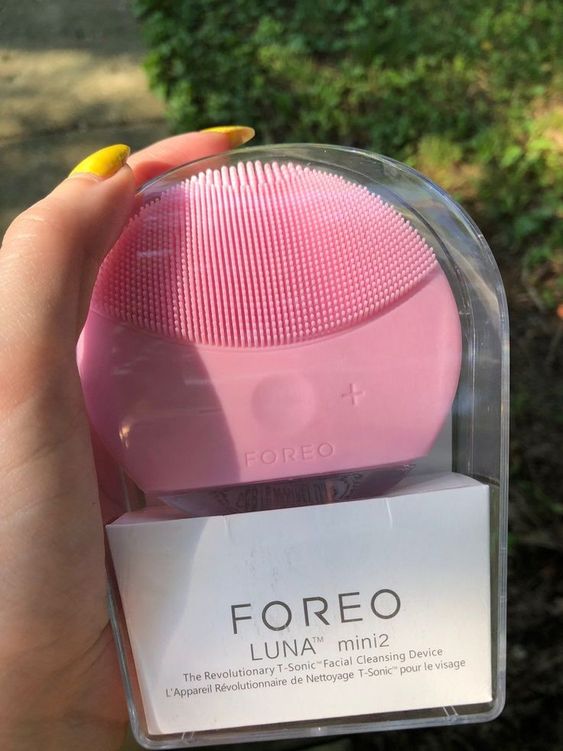 +
FOREO
FOREO
LUNA™ mini2
The Revolutionary T-Sonic™ Facial Cleansing Device
L'Appareil Révolutionnaire de Nettoyage T-Sonic™ pour le visage